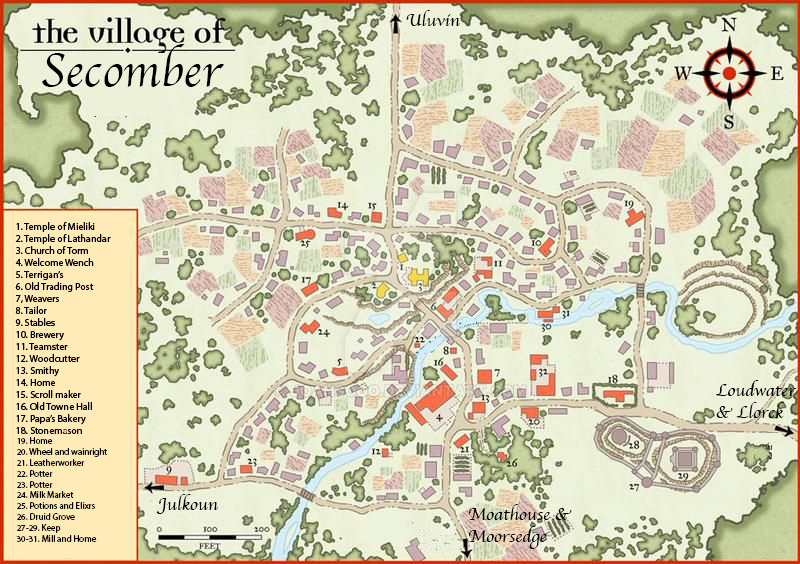 the village of
Secomber
Uluvin
N
W
E
S
1. Temple of Mieliki
2. Temple of Lathandar
3. Church of Torm
4. Welcome Wench
5. Terrigan's
6. Old Trading Post
7, Weavers
8. Tailor
9. Stables
10. Brewery
11. Teamster
12. Woodcutter
13. Smithy
14. Home
15. Scroll maker
16. Old Towne Hall
17. Papa's Bakery
18. Stonemason
19. Home
20. Wheel and wainright
21. Leatherworker
22. Potter
23. Potter
24. Milk Market
25. Potions and Elixrs
26. Druid Grove
27-29. Keep
30-31. Mill and Home
14
15
19
25
10
1
11
3
2
17
6
31
30
24
22
8
16
5
7
32
18
13
4
20
21
28
12
26
9
23
29
27
Loudwater
& Llorck
Julkoun
Moathouse &
Moorsedge
0 100 200
FEET